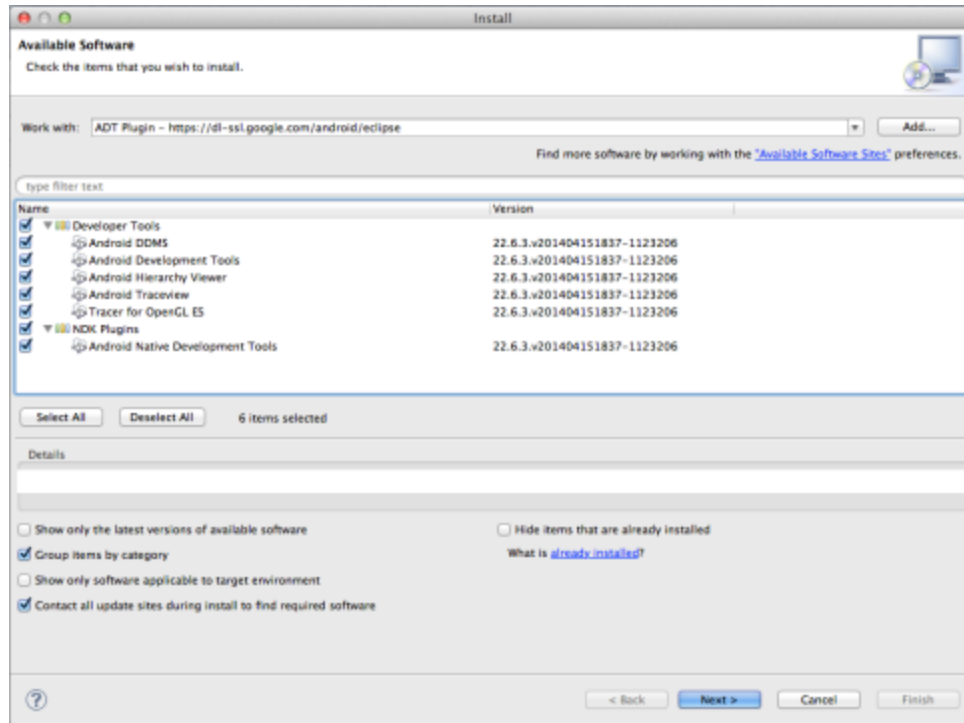 Install
Available Software
Check the items that you wish to install.
Work with: ADT Plugin - https://dl-ssl.google.com/android/eclipse Add...
Find more software by working with the "Available Software Sites" preferences.
type filter text
Name Version
Developer Tools
Android DDMS 22.6.3.v201404151837-1123206
Android Development Tools 22.6.3.v201404151837-1123206
Android Hierarchy Viewer 22.6.3.v201404151837-1123206
Android Traceview 22.6.3.v201404151837-1123206
Tracer for OpenGL ES 22.6.3.v201404151837-1123206
NDK Plugins
Android Native Development Tools 22.6.3.v201404151837-1123206
Select All Deselect All 6 items selected
Details
Show only the latest versions of available software Hide items that are already installed
Group items by category What is already installed?
Show only software applicable to target environment
Contact all update sites during install to find required software
? < Back Next > Cancel Finish